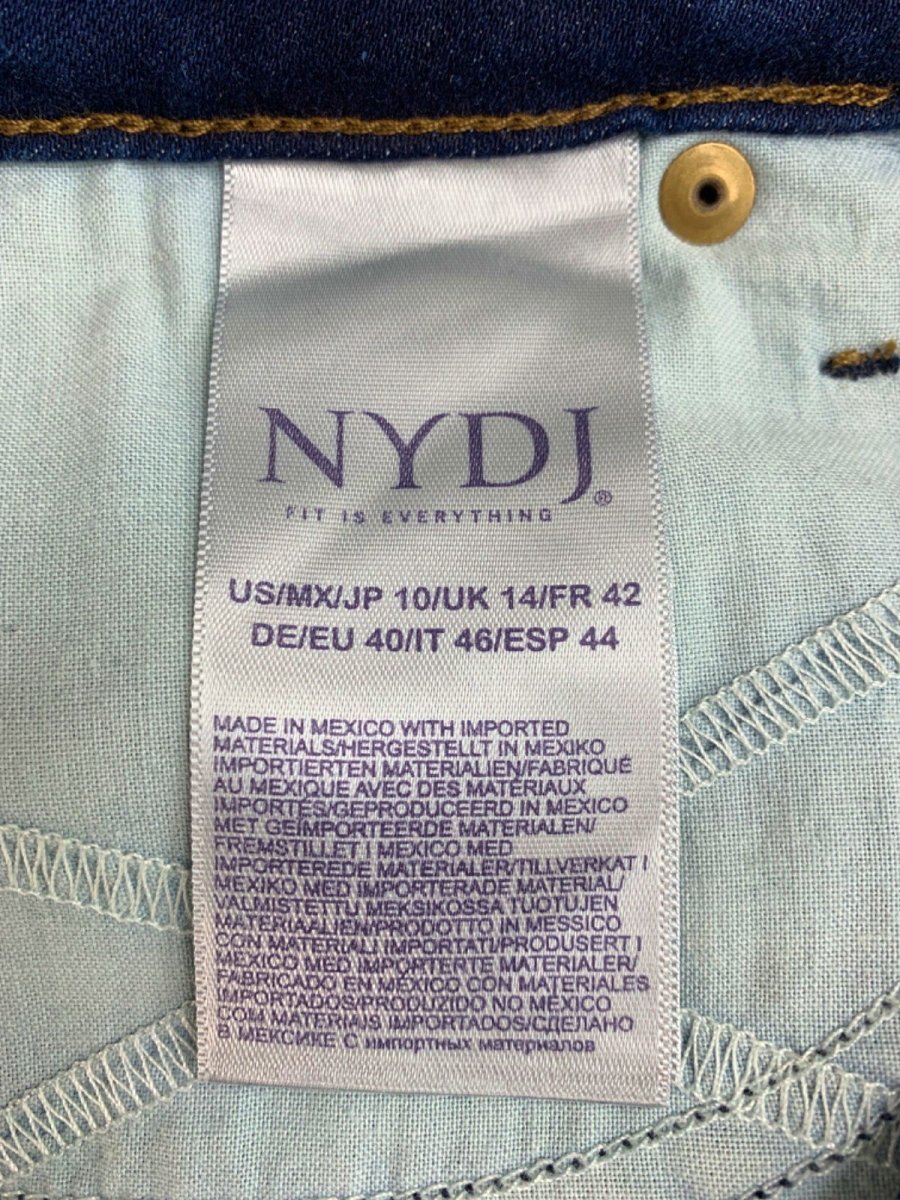 NYDJ®
FIT IS EVERYTHING
US/MX/JP 10/UK 14/FR 42
DE/EU 40/IT 46/ESP 44
MADE IN MEXICO WITH IMPORTED
MATERIALS/HERGESTELLT IN MEXIKO
IMPORTIERTEN MATERIALIEN/FABRIQUÉ
AU MEXIQUE AVEC DES MATÉRIAUX
IMPORTÉS/GEPRODUCEERD IN MEXICO
MET GEÏMPORTEERDE MATERIALEN/
FREMSTILLET I MEXICO MED
IMPORTEREDE MATERIALER/TILLVERKAT I
MEXIKO MED IMPORTERADE MATERIAL/
VALMISTETTU MEKSIKOSSA TUOTUJEN
MATERIAALIEN/PRODOTTO IN MESSICO
CON MATERIALI IMPORTATI/PRODUSERT I
MEXICO MED IMPORTERTE MATERIALER/
FABRICADO EN MÉXICO CON MATERIALES
IMPORTADOS/PRODUZIDO NO MÉXICO
COM MATERIAIS IMPORTADOS/СДЕЛАНО
В МЕКСИКЕ С импортных материалов